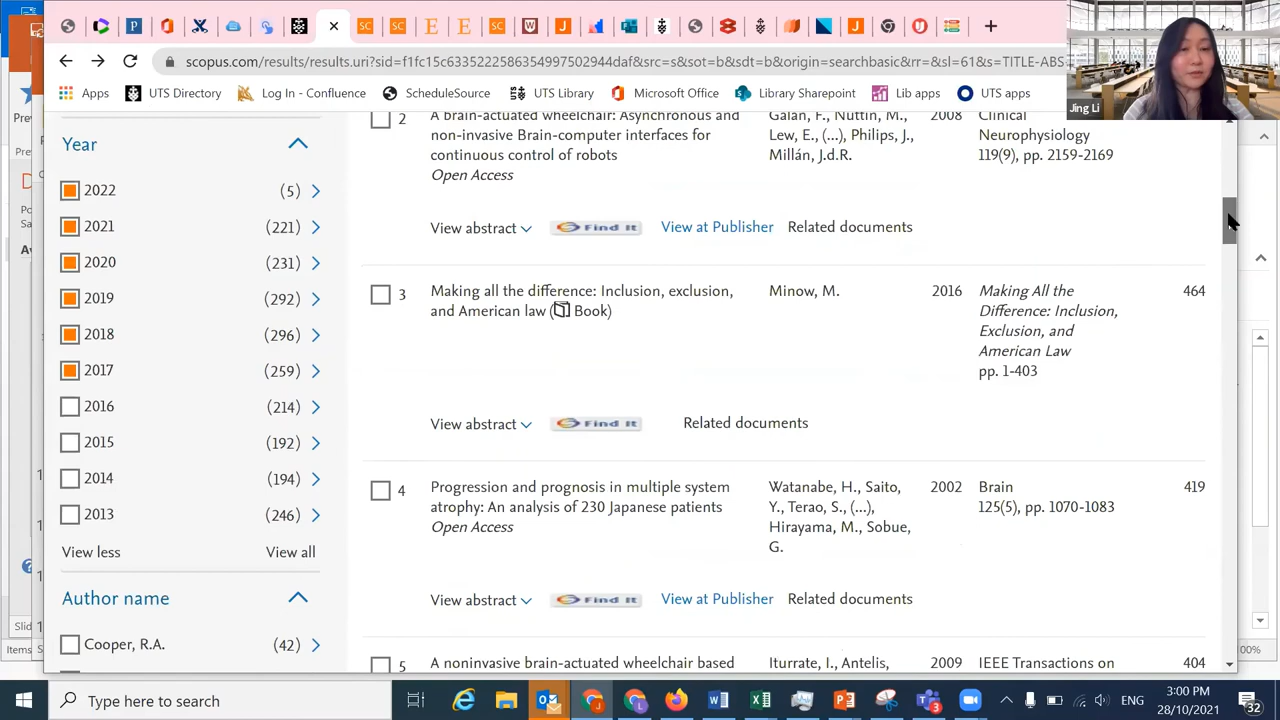 scopus.com/results/results.uri?sid=c1b933522258054997502944daf&src=s&sot=b&sdt=b&origin=searchbasic&rr=&sl=61&s=TITLE-ABS
Apps UTS Directory Log In - Confluence ScheduleSource UTS Library Microsoft Office Library Sharepoint Lib apps UTS apps
Jing Li
Year
2022 (5)
2021 (221)
2020 (231)
2019 (292)
2018 (296)
2017 (259)
2016 (214)
2015 (192)
2014 (194)
2013 (246)
View less View all
Author name
Cooper, R.A. (42)
2 A brain-actuated wheelchair: Asynchronous and Galán, F., Nuttin, M., 2008 Clinical
non-invasive Brain-computer interfaces for Lew, E., (...), Philips, J., Neurophysiology
continuous control of robots Millán, J.d.R. 119(9), pp. 2159-2169
Open Access
View abstract Find It View at Publisher Related documents
3 Making all the difference: Inclusion, exclusion, Minow, M. 2016 Making All the 464
and American law ( Book) Difference: Inclusion,
Exclusion, and
American Law
pp. 1-403
View abstract Find It Related documents
4 Progression and prognosis in multiple system Watanabe, H., Saito, 2002 Brain 419
atrophy: An analysis of 230 Japanese patients Y., Terao, S., (...), 125(5), pp. 1070-1083
Open Access Hirayama, M., Sobue,
G.
View abstract Find It View at Publisher Related documents
5 A noninvasive brain-actuated wheelchair based Iturrate, I., Antelis, 2009 IEEE Transactions on 404
Slid
Items
00%
Type here to search
ENG
3:00 PM
28/10/2021
32